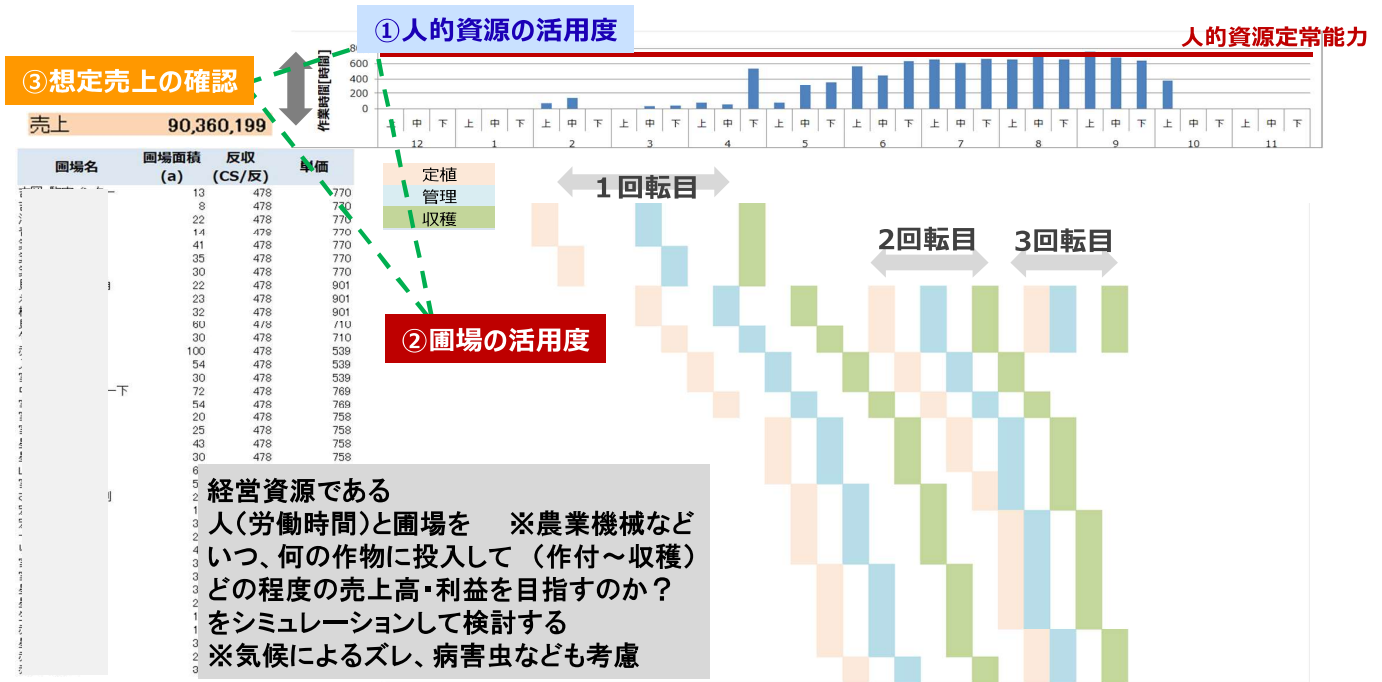 ①人的資源の活用度
人的資源定常能力
③想定売上の確認
作業時間[時間]
600
400
200
0
上 中 下 上 中 下 上 中 下 上 中 下 上 中 下 上 中 下 上 中 下 上 中 下 上 中 下 上 中 下 上 中 下 上 中 下
12 1 2 3 4 5 6 7 8 9 10 11
売上 90,360,199
圃場名 圃場面積(a) 反収(CS/反) 単価
13 478 770
8 478 770
22 478 770
14 478 770
41 478 770
35 478 770
30 478 770
22 478 901
23 478 901
32 478 901
60 478 710
30 478 710
100 478 539
54 478 539
30 478 539
ー下 72 478 769
54 478 769
20 478 758
25 478 758
43 478 758
30 478 758
定植
管理
収穫
1回転目
2回転目
3回転目
②圃場の活用度
経営資源である
人(労働時間)と圃場を ※農業機械など
いつ、何の作物に投入して (作付~収穫)
どの程度の売上高・利益を目指すのか?
をシミュレーションして検討する
※気候によるズレ、病害虫なども考慮